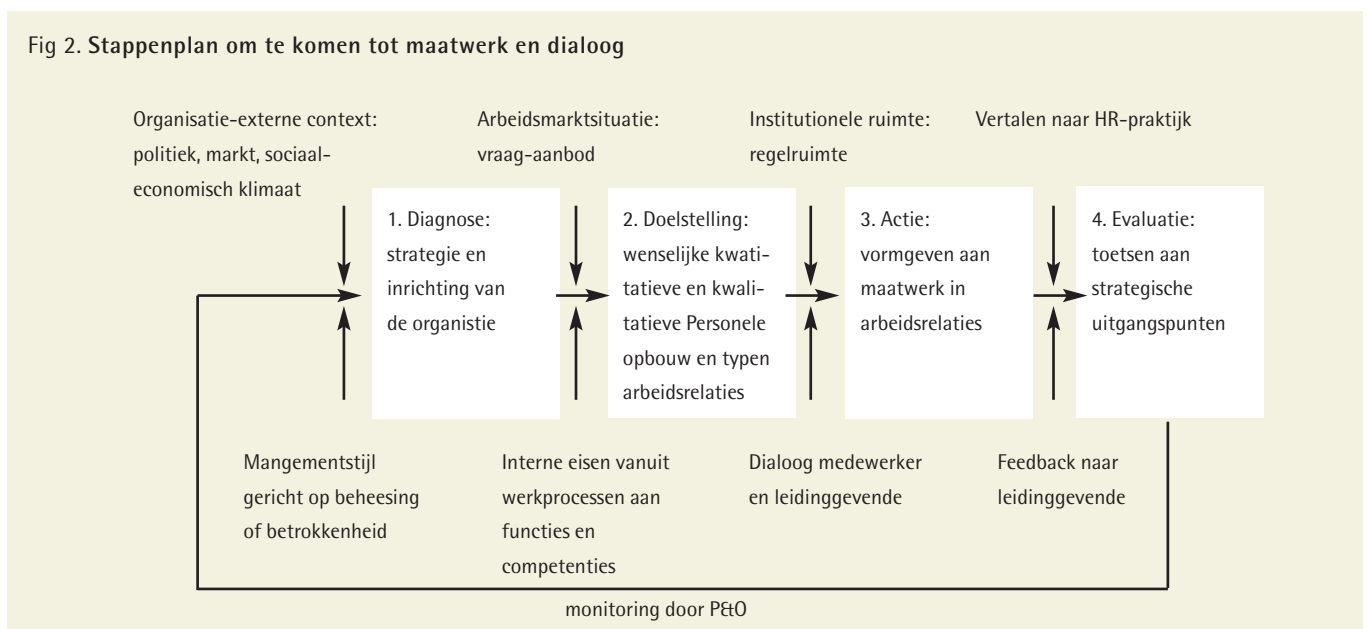 Fig 2. Stappenplan om te komen tot maatwerk en dialoog
Organisatie-externe context:
politiek, markt, sociaal-
economisch klimaat
Arbeidsmarktsituatie:
vraag-aanbod
Institutionele ruimte:
regelruimte
Vertalen naar HR-praktijk
1. Diagnose:
strategie en
inrichting van
de organistie
2. Doelstelling:
wenselijke kwati-
tatieve en kwali-
tatieve Personele
opbouw en typen
arbeidsrelaties
3. Actie:
vormgeven aan
maatwerk in
arbeidsrelaties
4. Evaluatie:
toetsen aan
strategische
uitgangspunten
Mangementstijl
gericht op beheesing
of betrokkenheid
Interne eisen vanuit
werkprocessen aan
functies en
competenties
Dialoog medewerker
en leidinggevende
Feedback naar
leidinggevende
monitoring door P&O